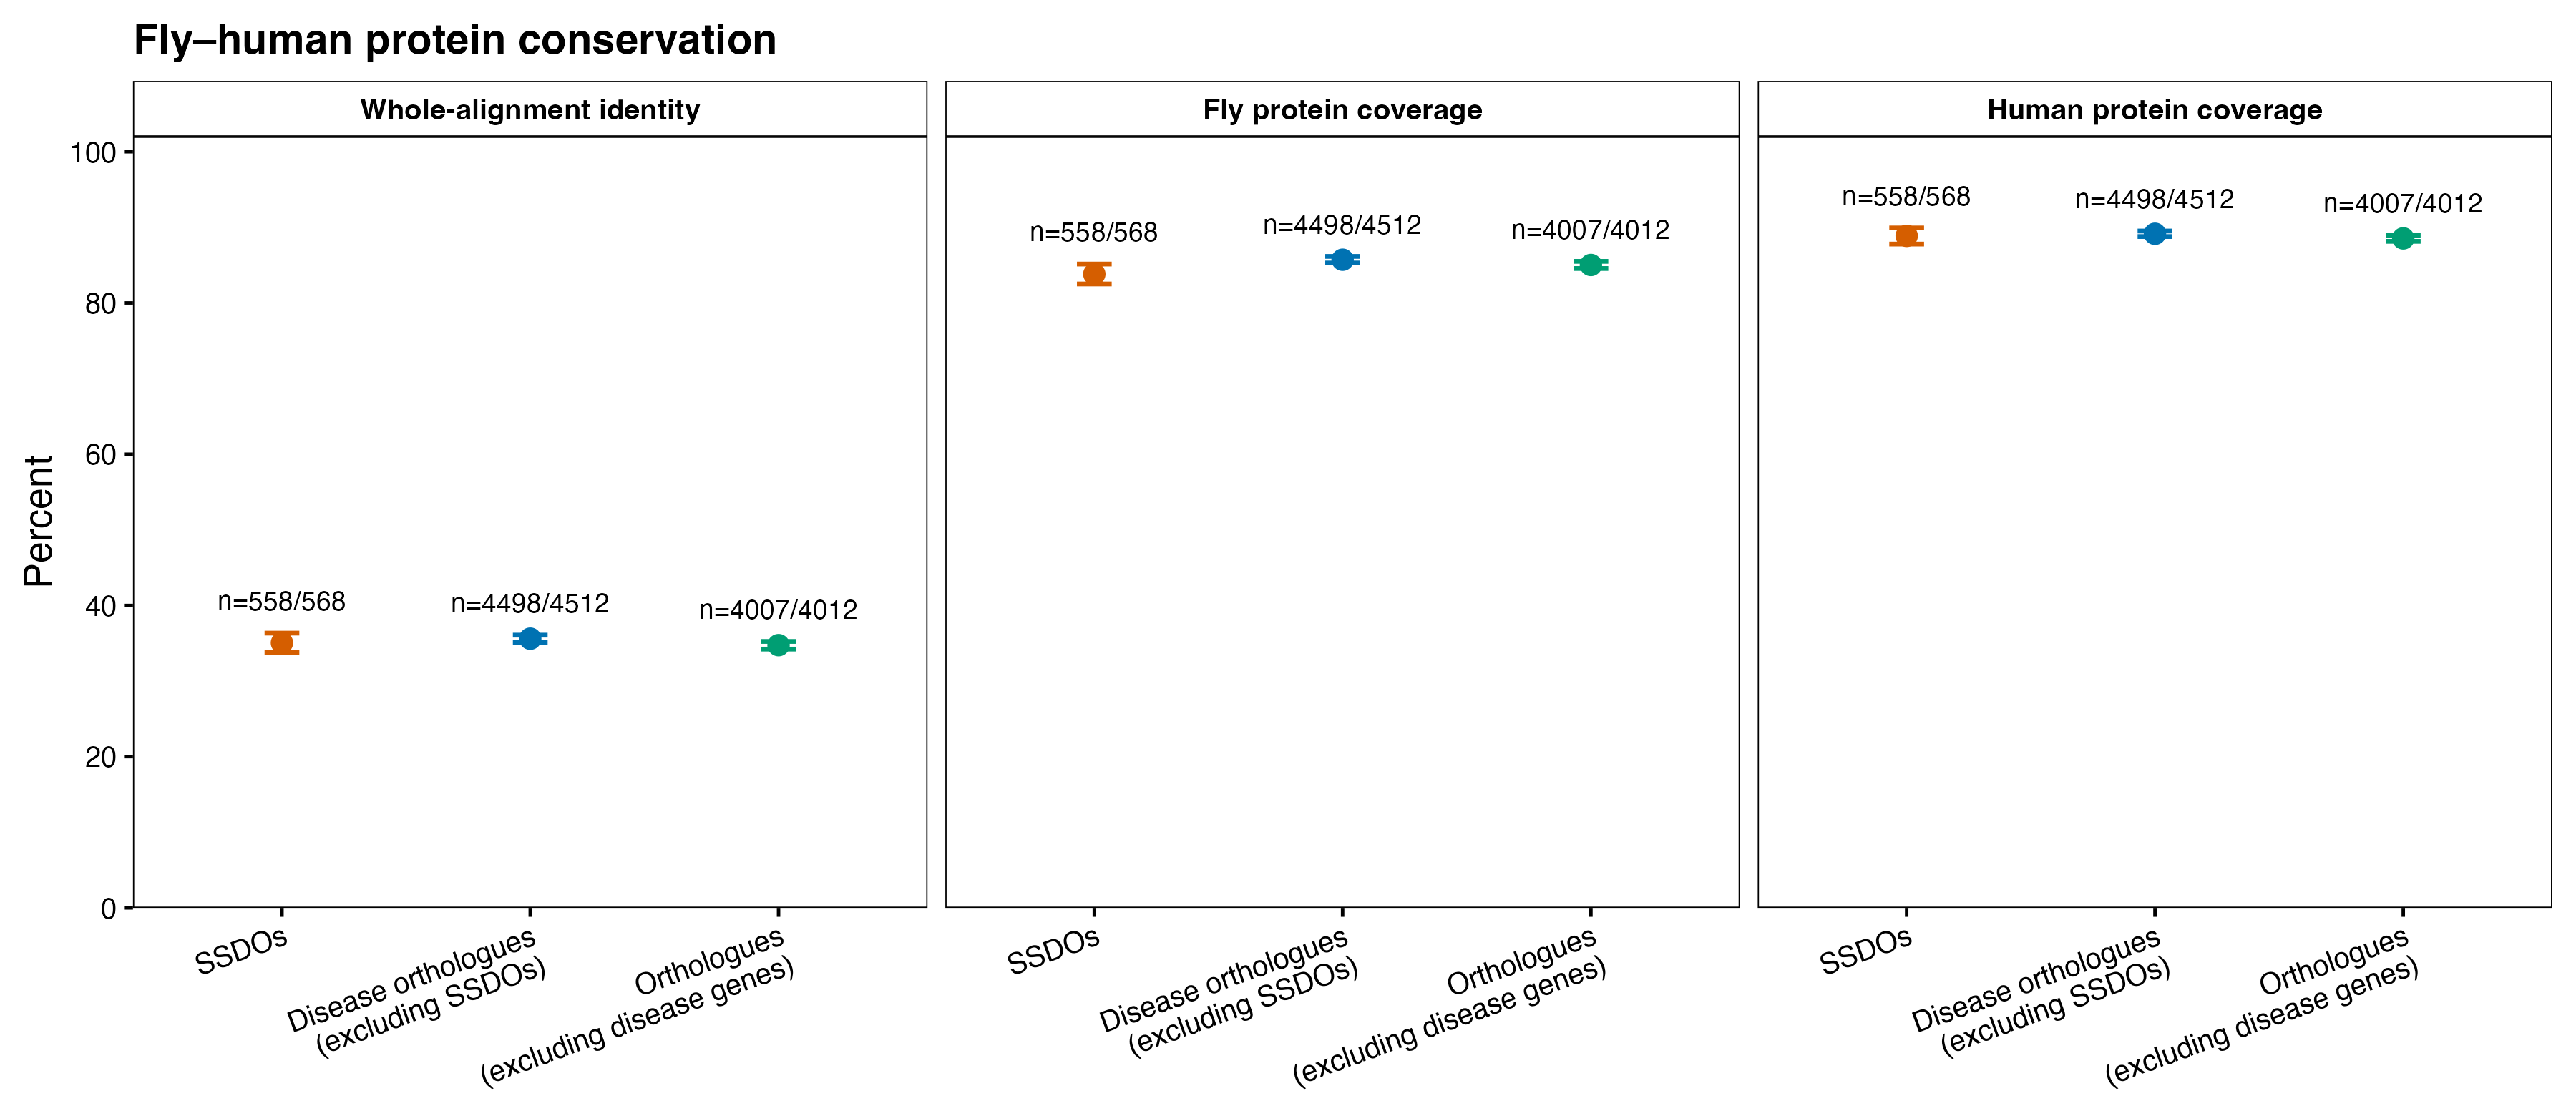 Fly–human protein conservation
Whole-alignment identity
Fly protein coverage
Human protein coverage
Percent
100
80
60
40
20
0
n=558/568
n=4498/4512
n=4007/4012
n=558/568
n=4498/4512
n=4007/4012
n=558/568
n=4498/4512
n=4007/4012
SSDOs
Disease orthologues
(excluding SSDOs)
Orthologues
(excluding disease genes)
SSDOs
Disease orthologues
(excluding SSDOs)
Orthologues
(excluding disease genes)
SSDOs
Disease orthologues
(excluding SSDOs)
Orthologues
(excluding disease genes)